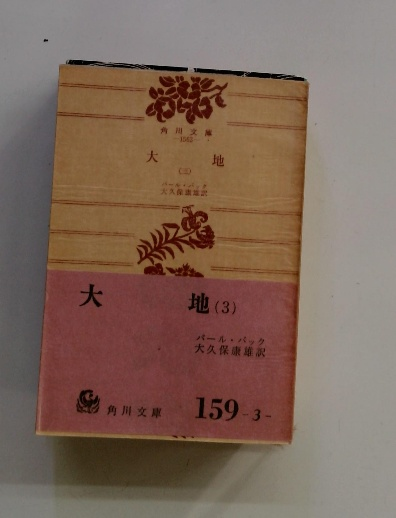 角川文庫
大地
(三)
パール・バック
大久保康雄訳
大地(3)
パール・バック
大久保康雄訳
角川文庫 159-3-